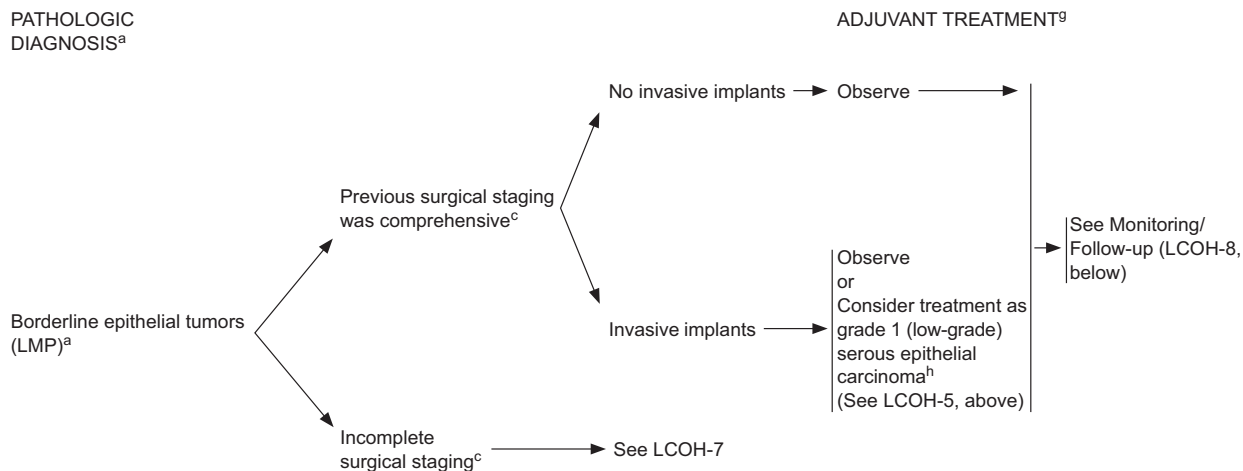 PATHOLOGIC
DIAGNOSISᵃ
ADJUVANT TREATMENTᵍ
No invasive implants
Observe
Previous surgical staging
was comprehensiveᶜ
See Monitoring/
Follow-up (LCOH-8,
below)
Borderline epithelial tumors
(LMP)ᵃ
Invasive implants
Observe
or
Consider treatment as
grade 1 (low-grade)
serous epithelial
carcinomaʰ
(See LCOH-5, above)
Incomplete
surgical stagingᶜ
See LCOH-7